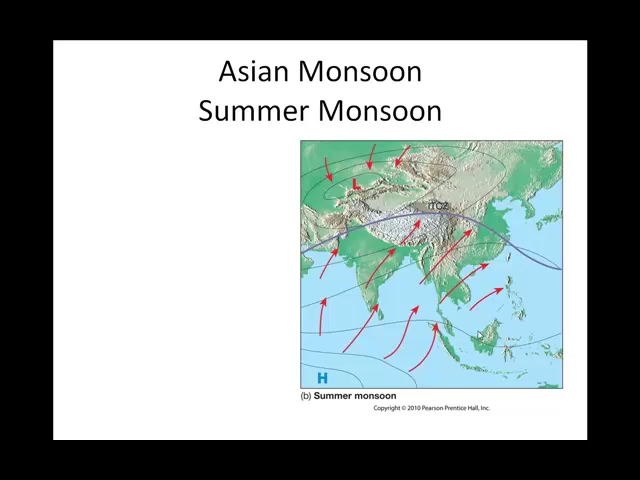 Asian Monsoon
Summer Monsoon
L
ITCZ
H
(b) Summer monsoon
Copyright © 2010 Pearson Prentice Hall, Inc.